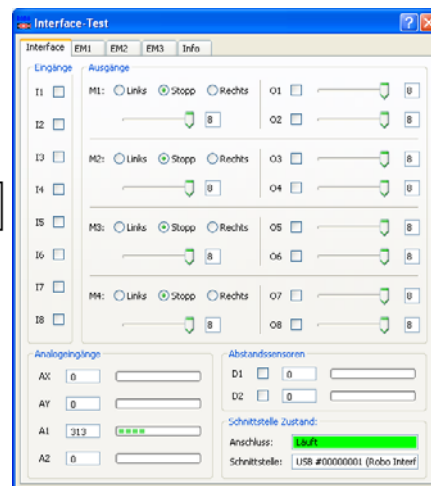 Interface-Test
Interface EM1 EM2 EM3 Info
Eingänge
Ausgänge
I1
I2
I3
I4
I5
I6
I7
I8
M1: Links Stopp Rechts
8
O1 8
O2 8
M2: Links Stopp Rechts
8
O3 8
O4 8
M3: Links Stopp Rechts
8
O5 8
O6 8
M4: Links Stopp Rechts
8
O7 8
O8 8
Analogeingänge
AX 0
AY 0
A1 313
A2 0
Abstandssensoren
D1 0
D2 0
Schnittstelle Zustand:
Anschluss: Läuft
Schnittstelle: USB #00000001 (Robo Interf